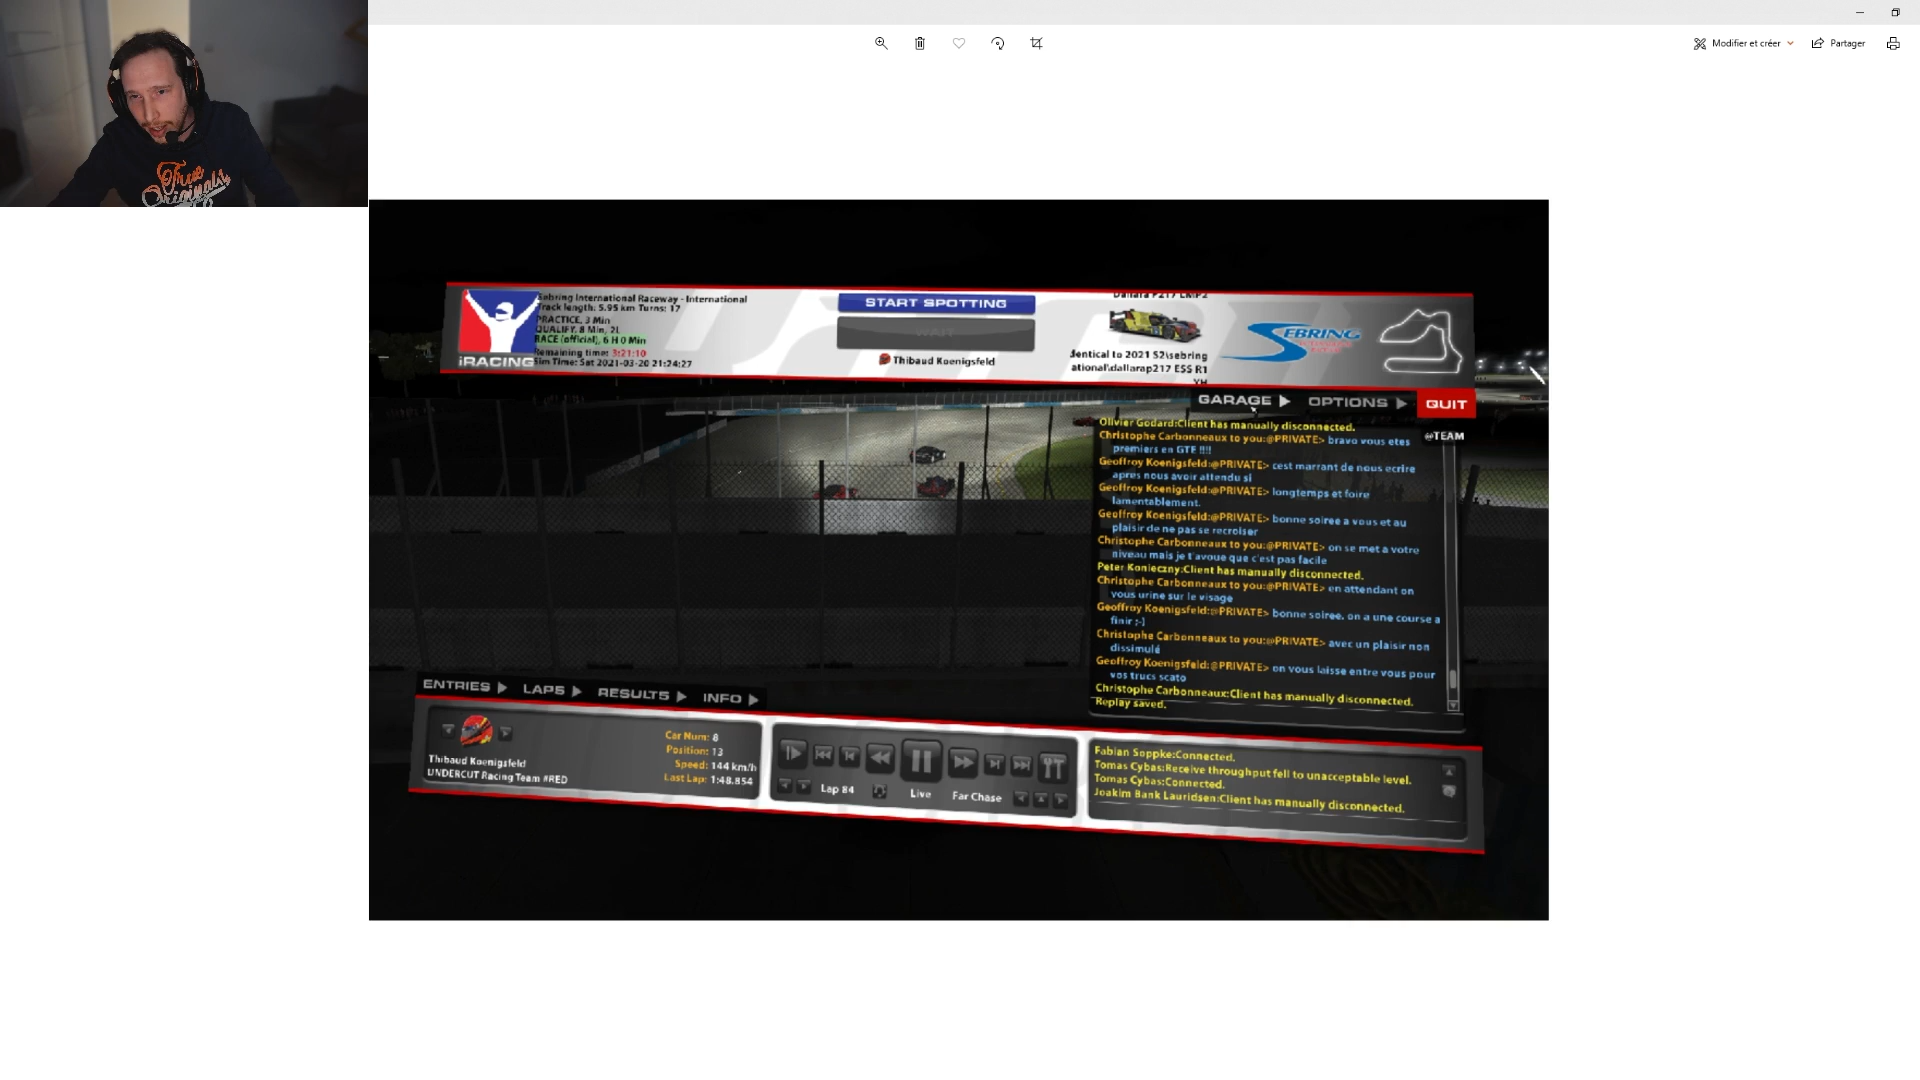 Modifier et créer
Partager
True
Originals
Sebring International Raceway - International
Track length: 5.95 km Turns: 17
PRACTICE, 3 Min
QUALIFY, 8 Min, 2L
RACE (official), 6 H 0 Min
Remaining time: 3:21:10
Sim Time: Sat 2021-03-20 21:24:27
iRACING
START SPOTTING
WAIT
Thibaud Koenigsfeld
Dallara P217 LMP2
dentical to 2021 S2\sebring
ational\dallarap217 ESS R1
SEBRING
GARAGE
OPTIONS
QUIT
@TEAM
Olivier Godard:Client has manually disconnected.
Christophe Carbonneaux to you:@PRIVATE> bravo vous etes
premiers en GTE !!!!
Geoffroy Koenigsfeld:@PRIVATE> cest marrant de nous ecrire
apres nous avoir attendu si
Geoffroy Koenigsfeld:@PRIVATE> longtemps et foire
lamentablement.
Geoffroy Koenigsfeld:@PRIVATE> bonne soiree a vous et au
plaisir de ne pas se recroiser
Christophe Carbonneaux to you:@PRIVATE> on se met a votre
niveau mais je t'avoue que c'est pas facile
Peter Konieczny:Client has manually disconnected.
Christophe Carbonneaux to you:@PRIVATE> en attendant on
vous urine sur le visage
Geoffroy Koenigsfeld:@PRIVATE> bonne soiree, on a une course a
finir ;-)
Christophe Carbonneaux to you:@PRIVATE> avec un plaisir non
dissimulé
Geoffroy Koenigsfeld:@PRIVATE> on vous laisse entre vous pour
vos trucs scato
Christophe Carbonneaux:Client has manually disconnected.
Replay saved.
ENTRIES
LAPS
RESULTS
INFO
Thibaud Koenigsfeld
UNDERCUT Racing Team #RED
Car Num: 8
Position: 13
Speed: 144 km/h
Last Lap: 1:48.854
Lap 84
Live
Far Chase
Fabian Soppke:Connected.
Tomas Cybas:Receive throughput fell to unacceptable level.
Tomas Cybas:Connected.
Joakim Bank Lauridsen:Client has manually disconnected.